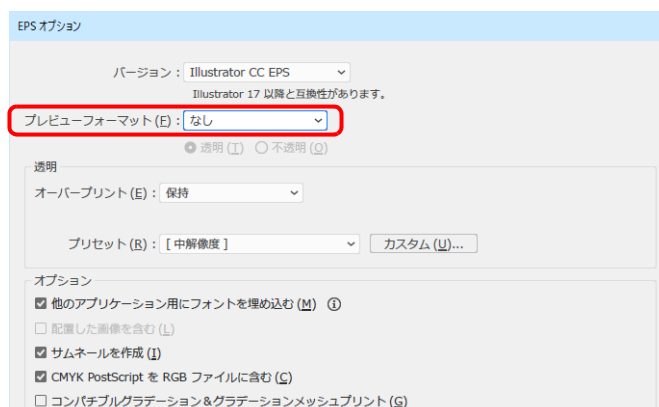 EPS オプション
バージョン : Illustrator CC EPS
Illustrator 17 以降と互換性があります。
プレビューフォーマット (F) : なし
透明 (T) 不透明 (O)
透明
オーバープリント (E) : 保持
プリセット (R) : [ 中解像度 ] カスタム (U)...
オプション
他のアプリケーション用にフォントを埋め込む (M)
配置した画像を含む (L)
サムネールを作成 (I)
CMYK PostScript を RGB ファイルに含む (C)
コンパチブルグラデーション＆グラデーションメッシュプリント (G)